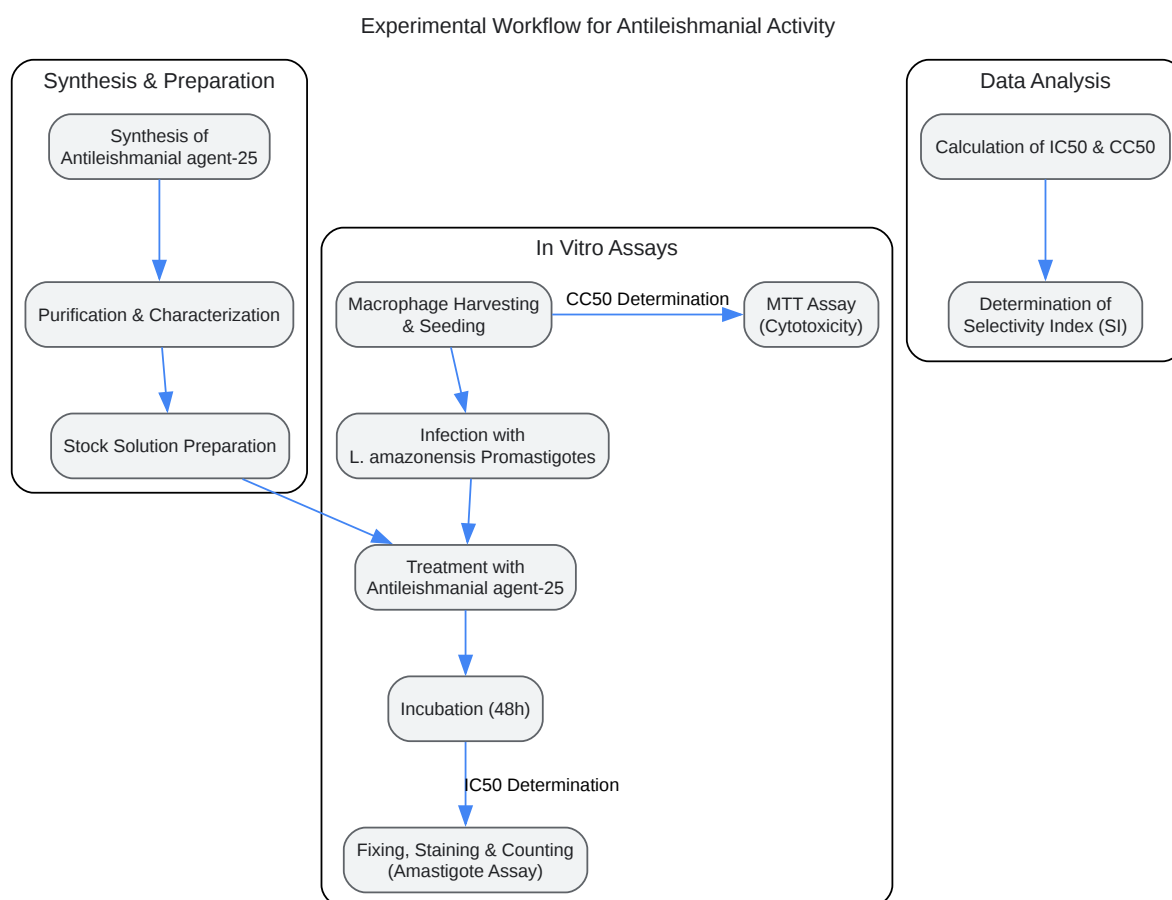 Experimental Workflow for Antileishmanial Activity
Synthesis & Preparation
Synthesis of
Antileishmanial agent-25
Purification & Characterization
Stock Solution Preparation
In Vitro Assays
Macrophage Harvesting
& Seeding
CC50 Determination
MTT Assay
(Cytotoxicity)
Infection with
L. amazonensis Promastigotes
Treatment with
Antileishmanial agent-25
Incubation (48h)
IC50 Determination
Fixing, Staining & Counting
(Amastigote Assay)
Data Analysis
Calculation of IC50 & CC50
Determination of
Selectivity Index (SI)